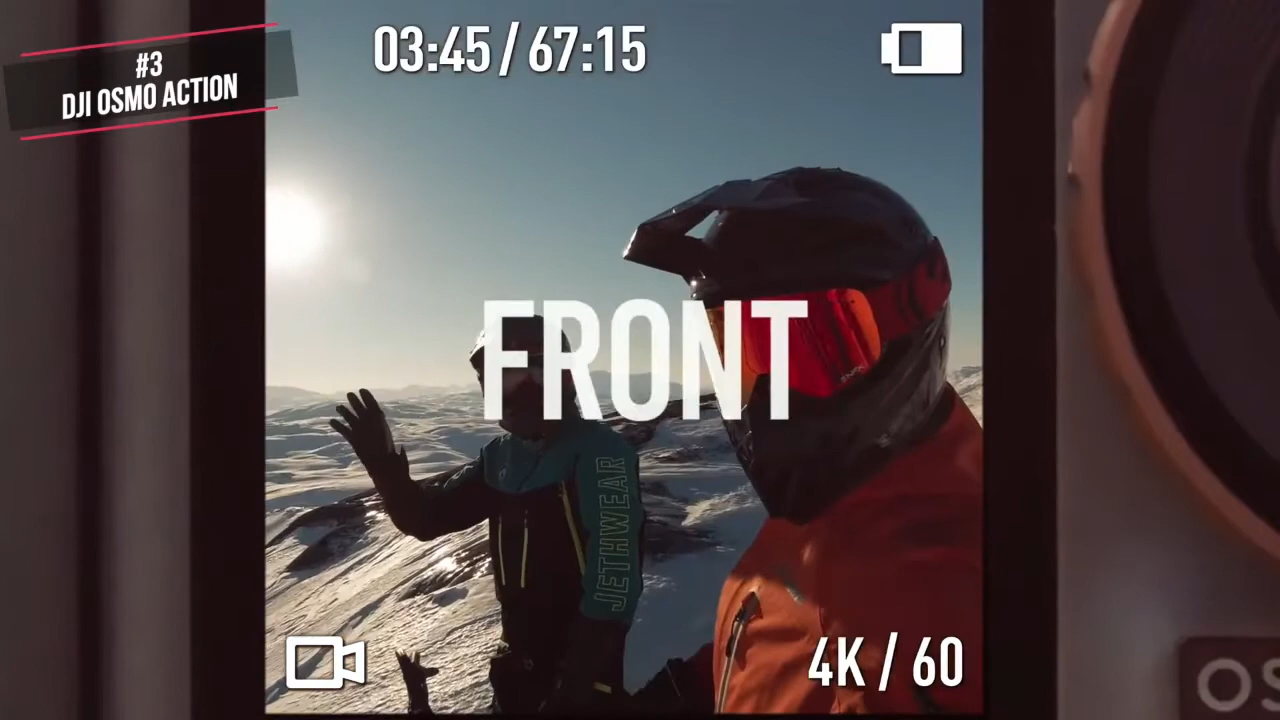 #3
DJI OSMO ACTION
03:45 / 67:15
FRONT
JETHWEAR
4K / 60
OS